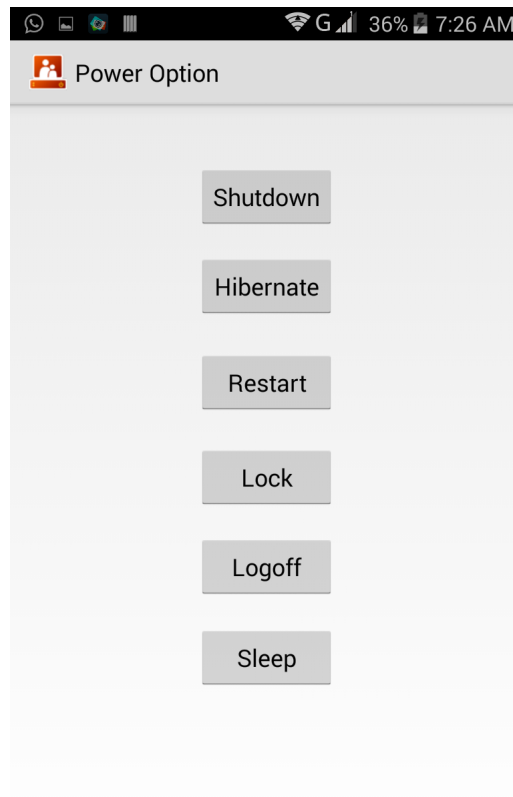 G 36% 7:26 AM
Power Option
Shutdown
Hibernate
Restart
Lock
Logoff
Sleep